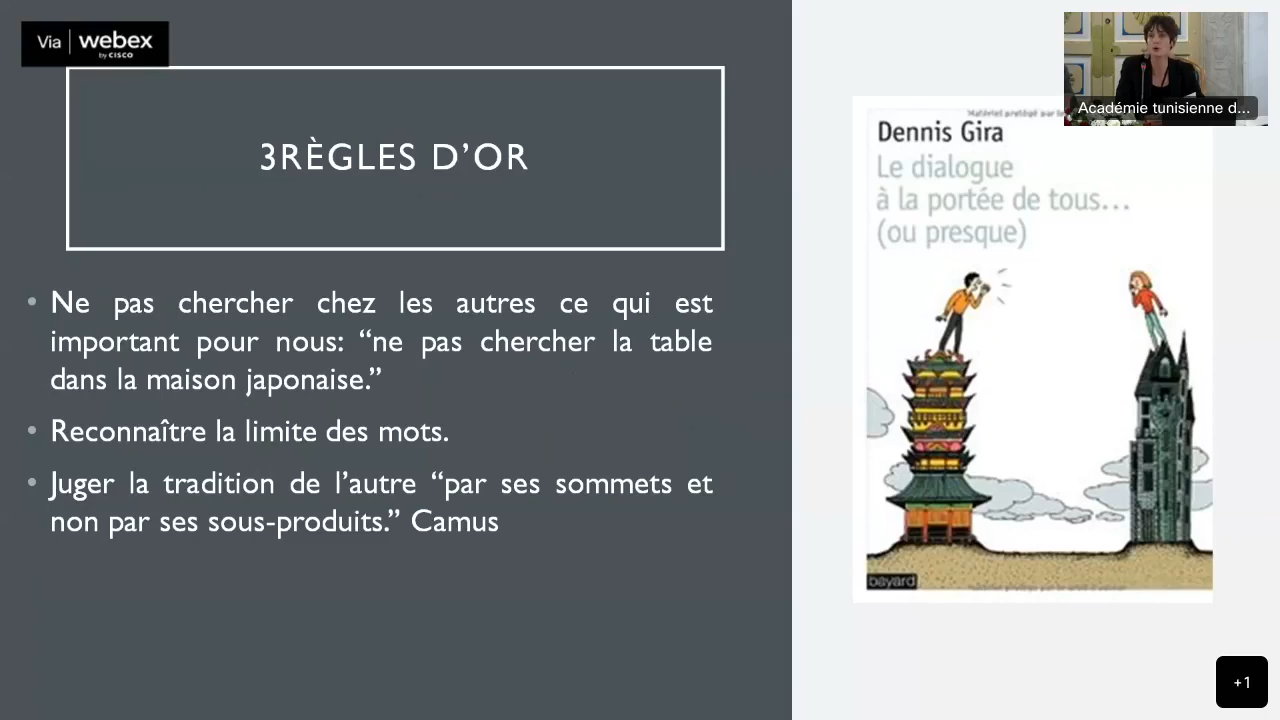 Via webex
by CISCO
3RÈGLES D’OR
Ne pas chercher chez les autres ce qui est
important pour nous: “ne pas chercher la table
dans la maison japonaise.”
Reconnaître la limite des mots.
Juger la tradition de l’autre “par ses sommets et
non par ses sous-produits.” Camus
Académie tunisienne d...
Matériel protégé par
Dennis Gira
Le dialogue
à la portée de tous...
(ou presque)
bayard
+1